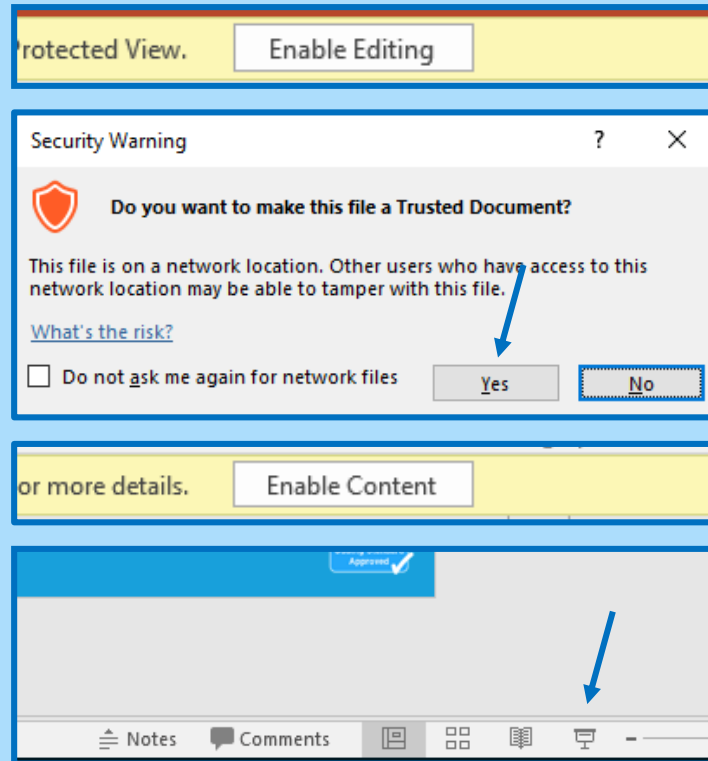 Protected View. Enable Editing
Security Warning ? X
Do you want to make this file a Trusted Document?
This file is on a network location. Other users who have access to this
network location may be able to tamper with this file.
What's the risk?
Do not ask me again for network files Yes No
or more details. Enable Content
Approved
Notes Comments